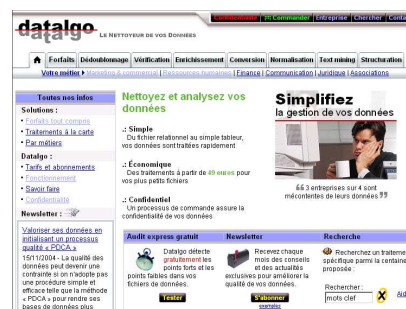 datalgo
LE NETTOYEUR DE VOS DONNÉES
Confidentialité Commander Entreprise Chercher
Forfaits Dédoublonnage Vérification Enrichissement Conversion Normalisation Text mining Structuration
Votre métier Marketing & commercial | Ressources humaines | Finance | Communication | Juridique | Associations
Toutes nos infos
Solutions :
Forfaits tout compris
Traitements à la carte
Par métiers
Datalgo :
Tarifs et abonnements
Fonctionnement
Savoir faire
Confidentialité
Newsletter :
Valoriser ses données en
initialisant un processus
qualité « PDCA »
15/11/2004 - La qualité des
données peut devenir une
contrainte si on n'adopte pas
une procédure simple et
efficace telle que la méthode
« PDCA » pour rendre ses
bases de données plus
Nettoyez et analysez vos
données
.: Simple
Du fichier relationnel au simple tableur,
vos données sont traitées rapidement
.: Économique
Des traitements à partir de 49 euros pour
vos plus petits fichiers
.: Confidentiel
Un processus de commande assure la
confidentialité de vos données
Simplifiez
la gestion de vos données
“ 3 entreprises sur 4 sont
mécontentes de leurs données ”
Audit express gratuit
Datalgo détecte
gratuitement les
points forts et les
points faibles dans vos
fichiers de données.
Tester
Newsletter
Recevez chaque
mois des conseils
et des actualités
exclusives pour améliorer la
qualité de vos données.
S'abonner
exemples
Recherche
Recherchez un traitement
spécifique parmi la centaine
proposée :
Rechercher :
mots clef